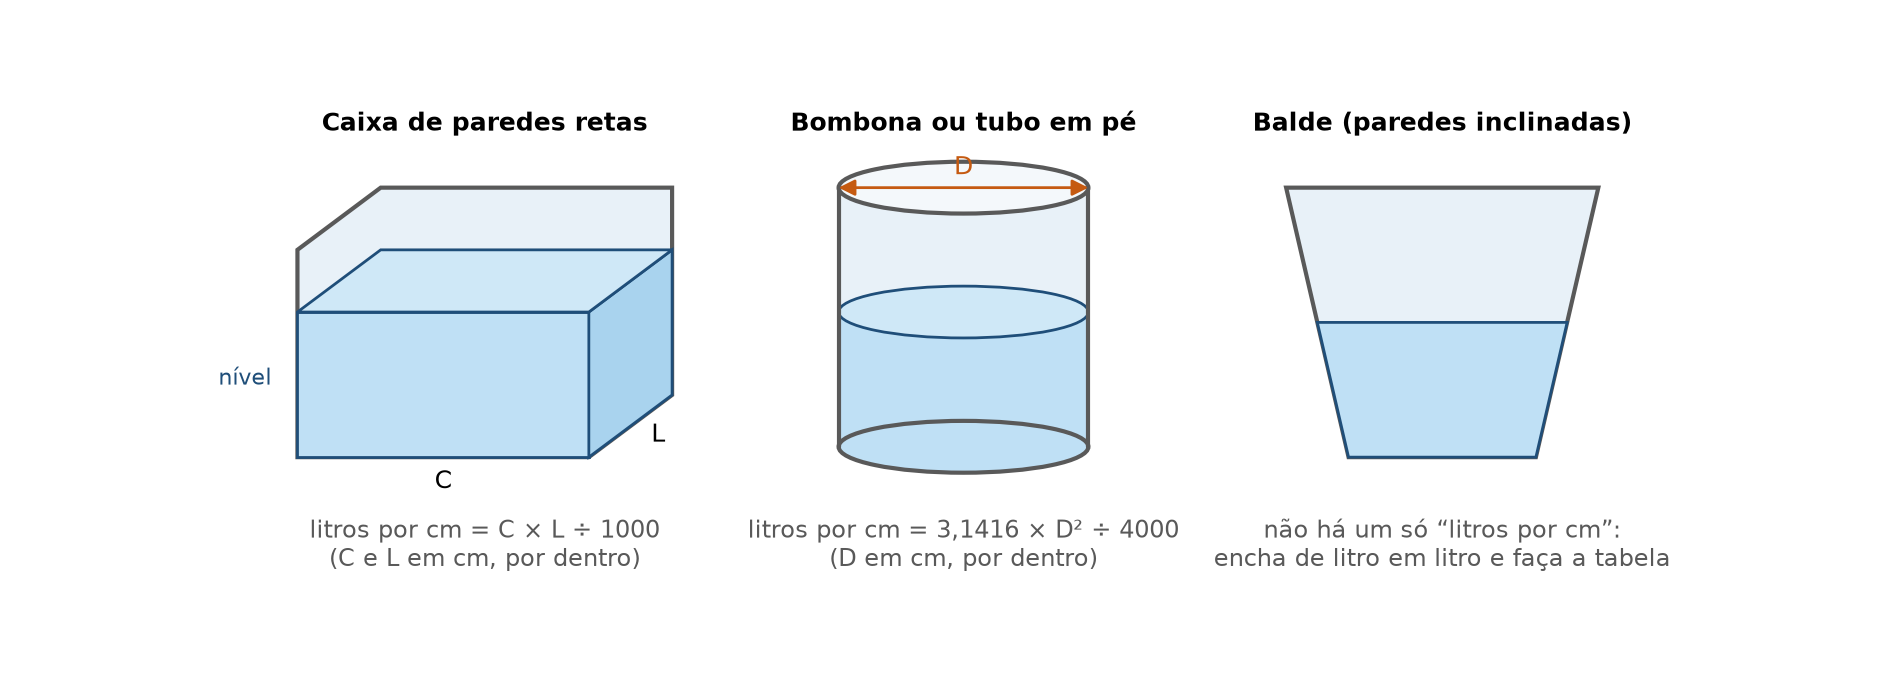 Caixa de paredes retas
nível
L
C
litros por cm = C × L ÷ 1000
(C e L em cm, por dentro)
Bombona ou tubo em pé
D
litros por cm = 3,1416 × D² ÷ 4000
(D em cm, por dentro)
Balde (paredes inclinadas)
não há um só “litros por cm”:
encha de litro em litro e faça a tabela